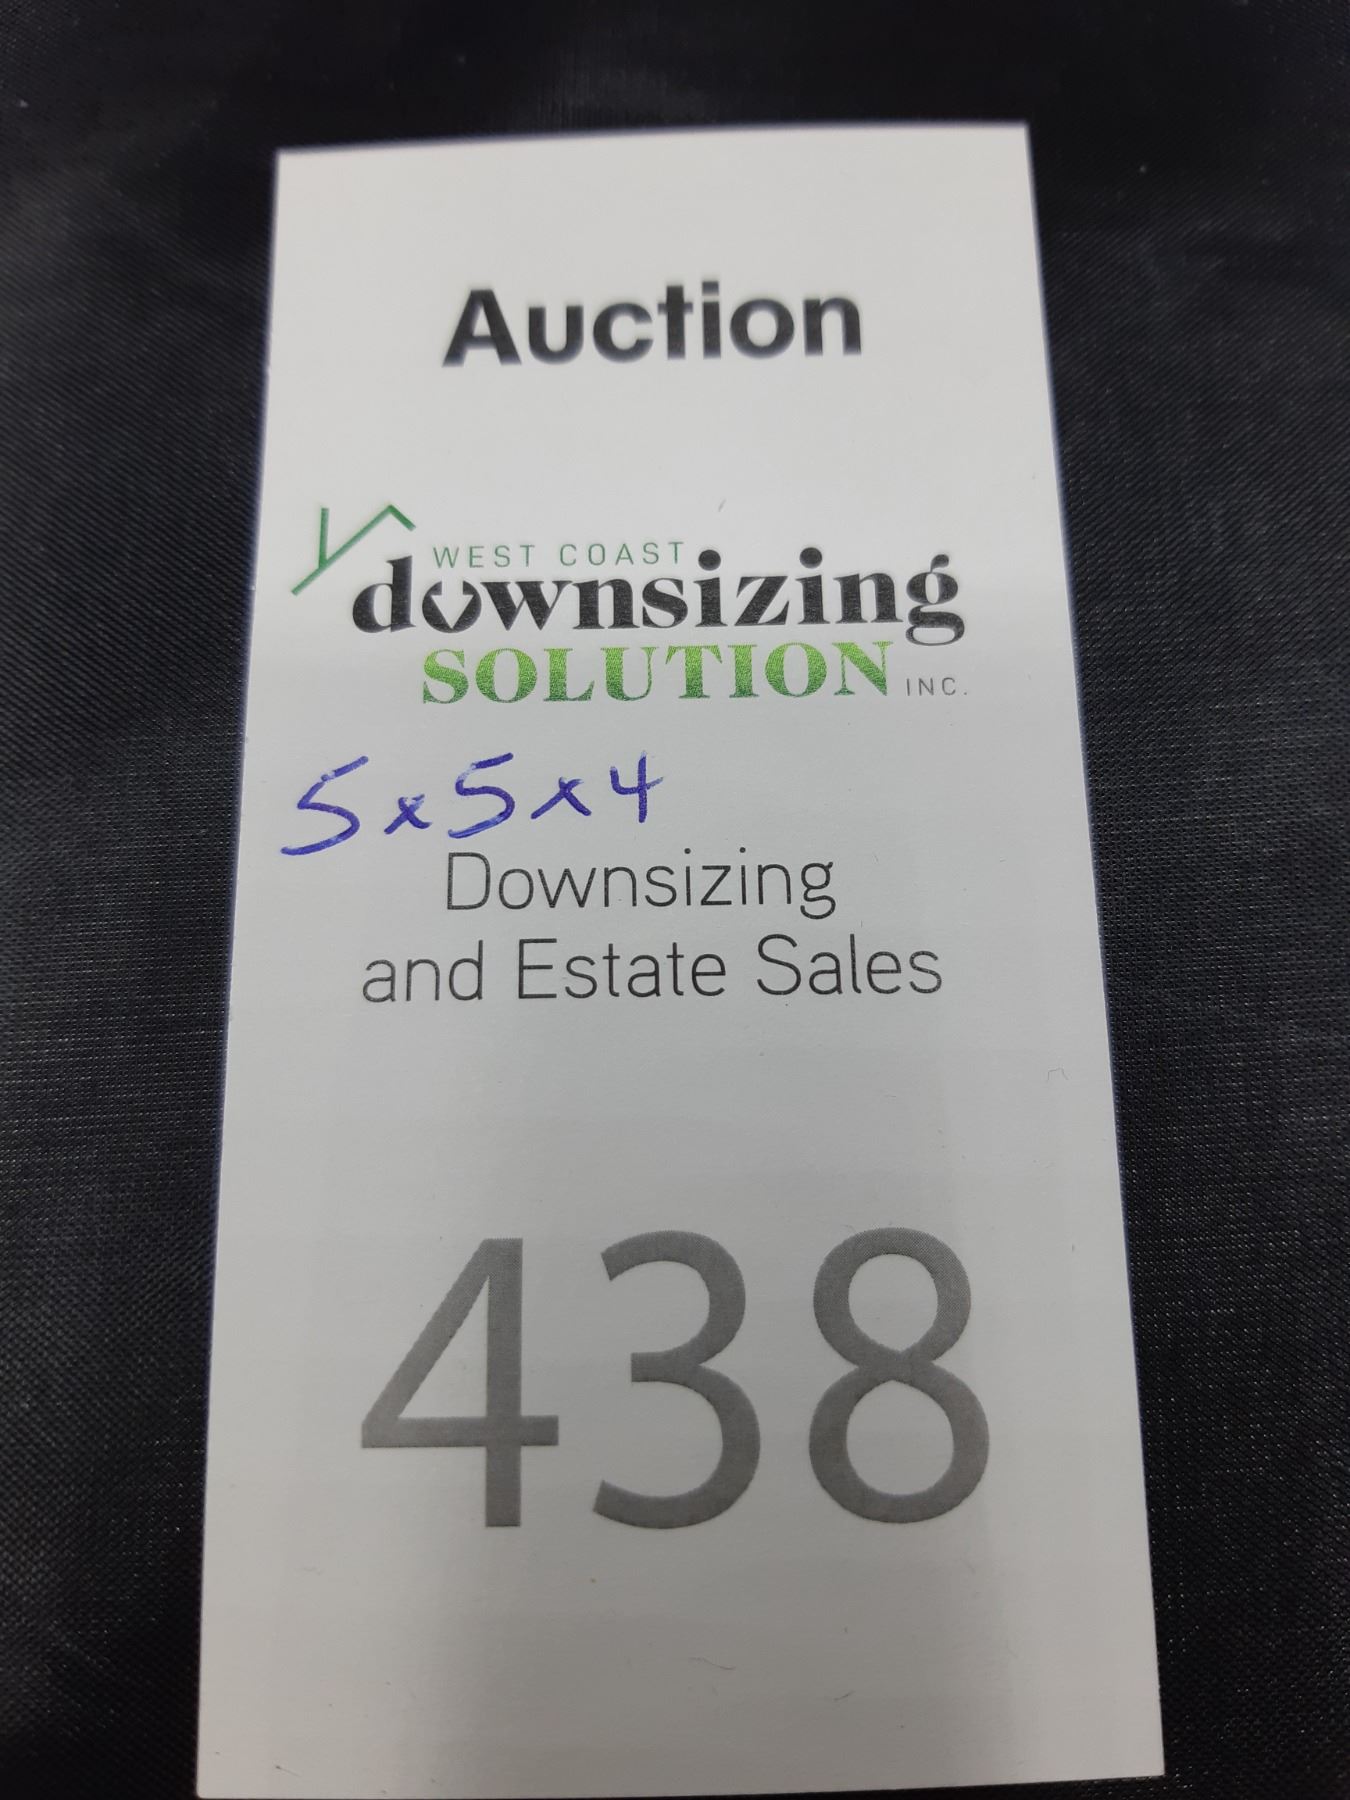 Auction
WEST COAST
downsizing
SOLUTION INC.
5x5x4
Downsizing
and Estate Sales
438